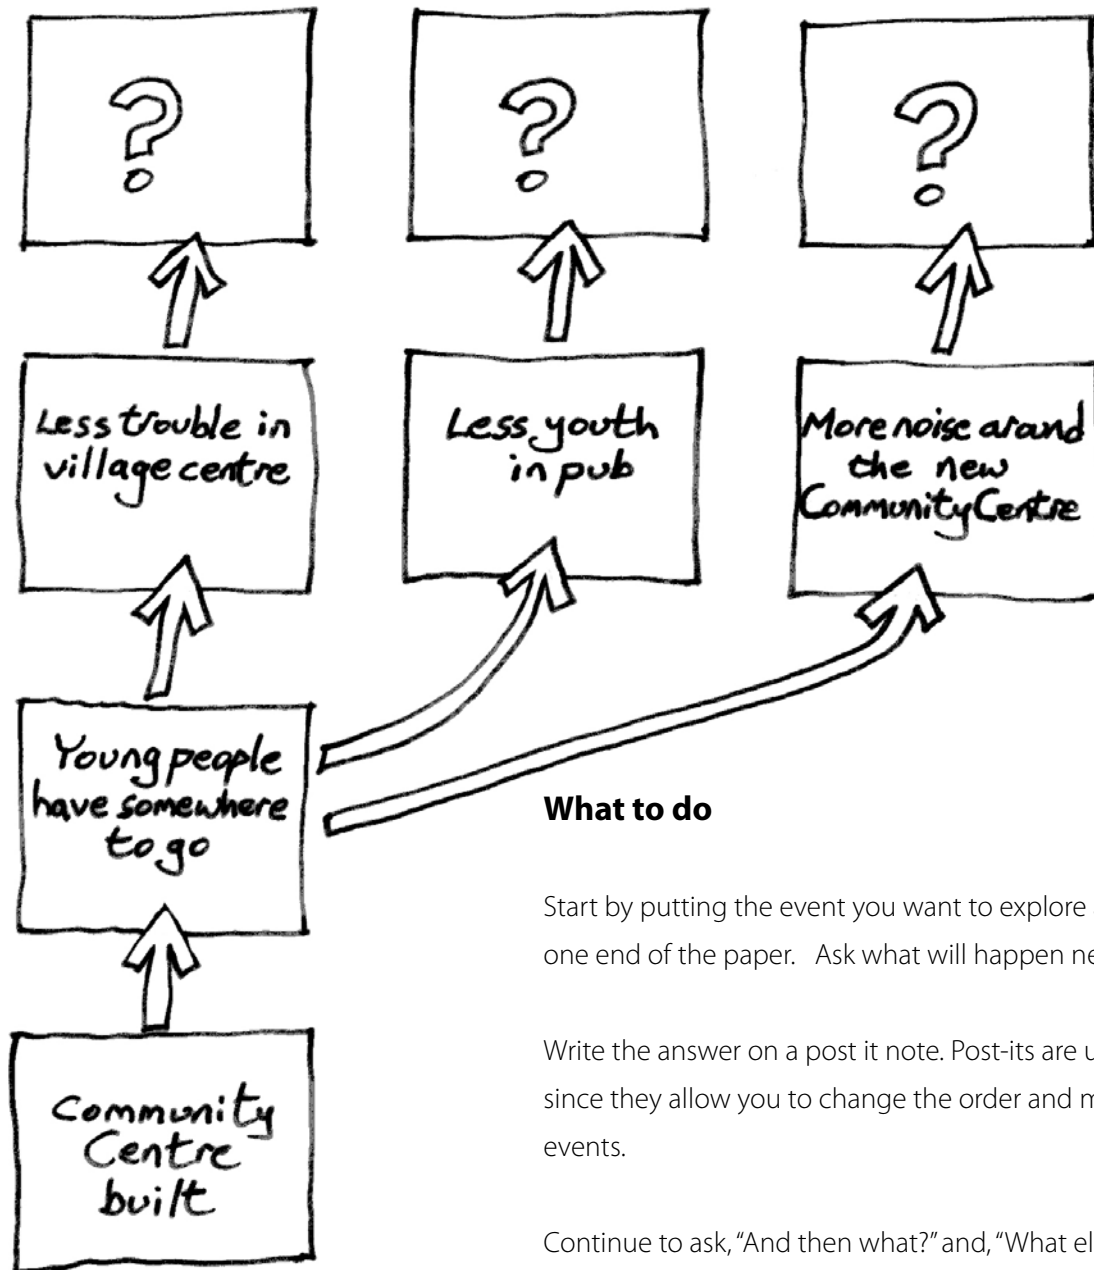 ?
?
?
Less trouble in
village centre
Less youth
in pub
More noise around
the new
Community Centre
Young people
have somewhere
to go
Community
Centre
built
What to do
Start by putting the event you want to explore
one end of the paper. Ask what will happen
Write the answer on a post it note. Post-its are
since they allow you to change the order and
events.
Continue to ask, “And then what?” and, “What